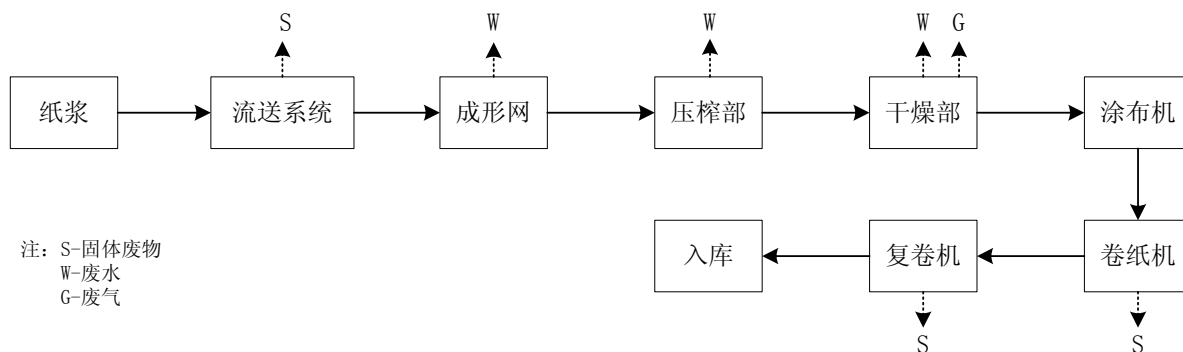 S
W
W
W G
纸浆
流送系统
成形网
压榨部
干燥部
涂布机
入库
复卷机
卷纸机
S
S
注：S-固体废物
W-废水
G-废气